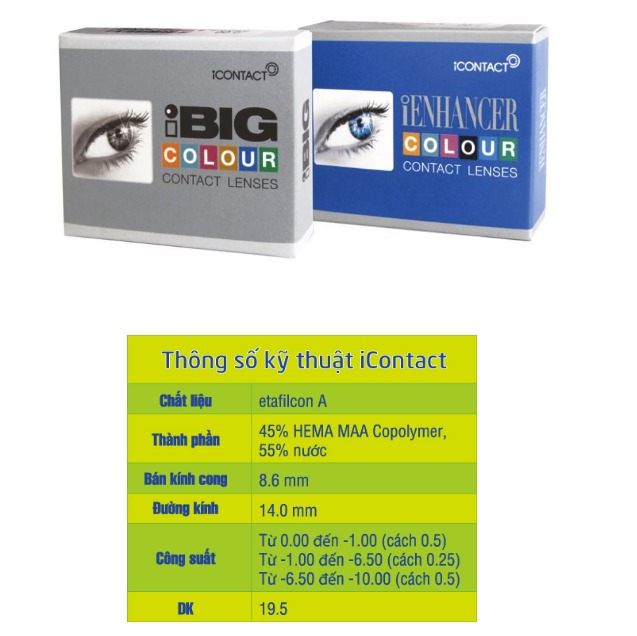 iCONTACT
iBIG
COLOUR
CONTACT LENSES
iBIG
iCONTACT
iENHANCER
COLOUR
CONTACT LENSES
iENHANCER
Thông số kỹ thuật iContact
Chất liệu etafilcon A
Thành phần 45% HEMA MAA Copolymer,
55% nước
Bán kính cong 8.6 mm
Đường kính 14.0 mm
Công suất Từ 0.00 đến -1.00 (cách 0.5)
Từ -1.00 đến -6.50 (cách 0.25)
Từ -6.50 đến -10.00 (cách 0.5)
DK 19.5